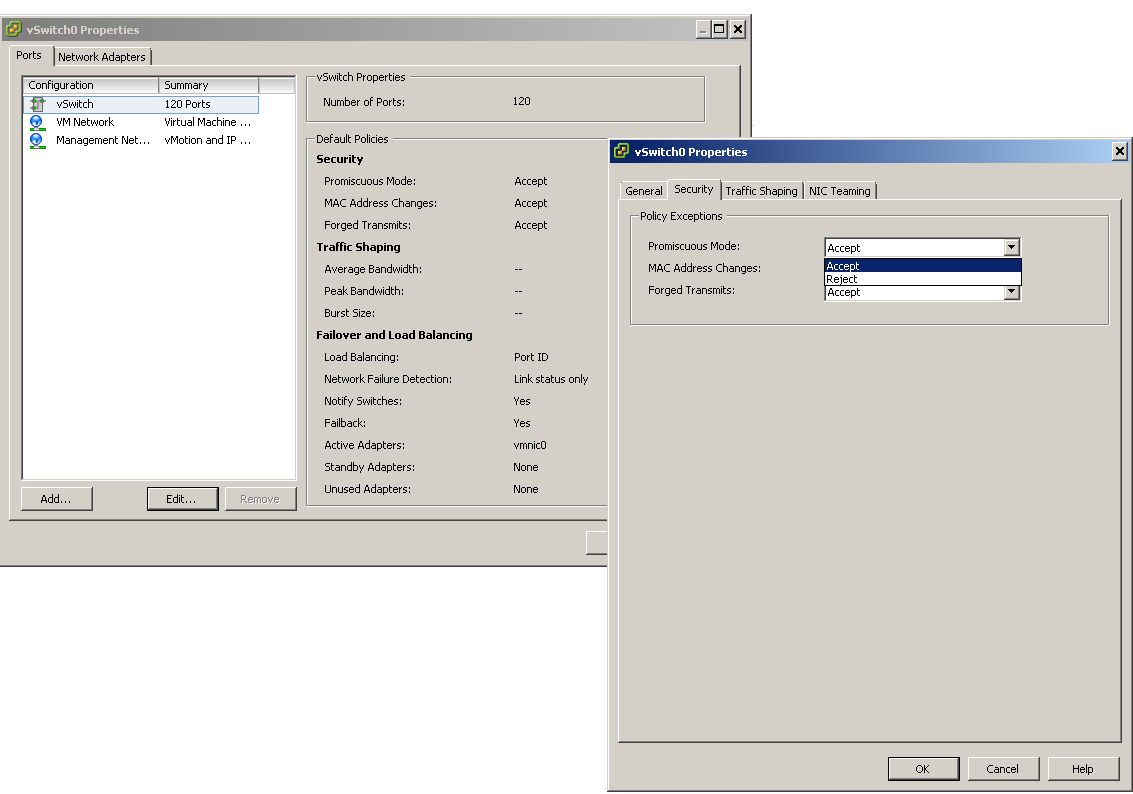 vSwitch0 Properties
Ports
Network Adapters
Configuration Summary
vSwitch 120 Ports
VM Network Virtual Machine ...
Management Net... vMotion and IP ...
Add...
Edit...
Remove
vSwitch Properties
Number of Ports: 120
Default Policies
Security
Promiscuous Mode: Accept
MAC Address Changes: Accept
Forged Transmits: Accept
Traffic Shaping
Average Bandwidth: --
Peak Bandwidth: --
Burst Size: --
Failover and Load Balancing
Load Balancing: Port ID
Network Failure Detection: Link status only
Notify Switches: Yes
Failback: Yes
Active Adapters: vmnic0
Standby Adapters: None
Unused Adapters: None
vSwitch0 Properties
General
Security
Traffic Shaping
NIC Teaming
Policy Exceptions
Promiscuous Mode: Accept
Accept
MAC Address Changes:
Reject
Forged Transmits: Accept
OK
Cancel
Help